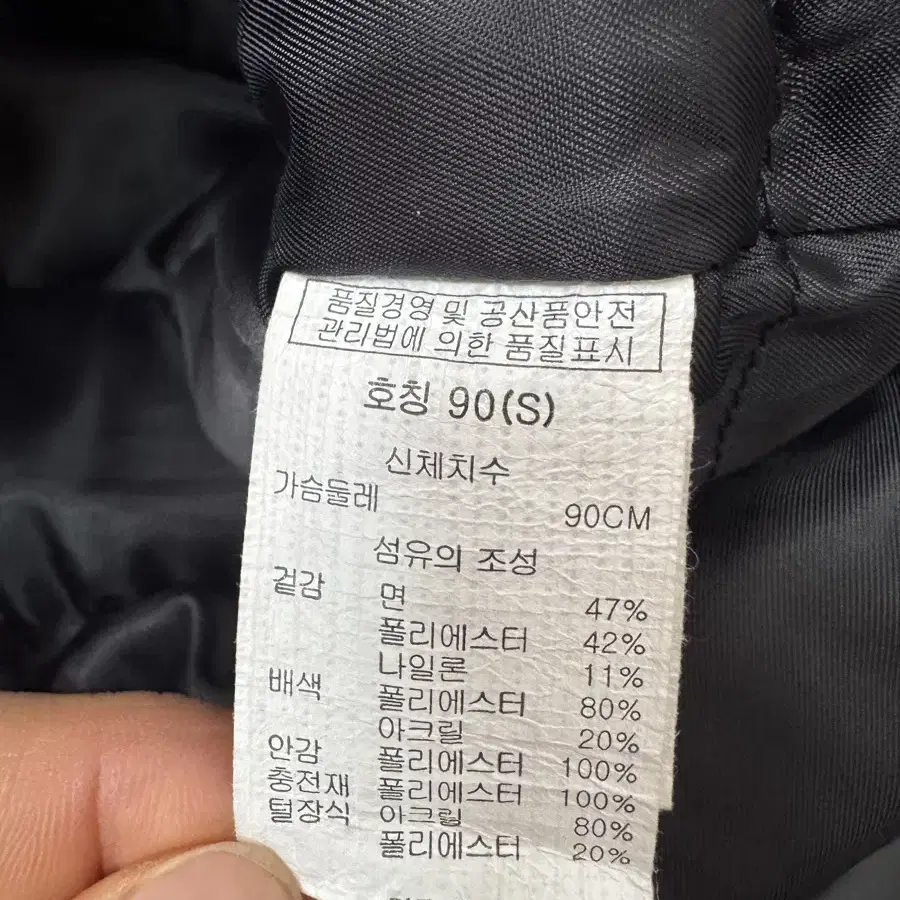 품질경영 및 공산품안전
관리법에 의한 품질표시
호칭 90(S)
신체치수
가슴둘레 90CM
섬유의 조성
겉감 면 47%
폴리에스터 42%
나일론 11%
배색 폴리에스터 80%
아크릴 20%
안감 폴리에스터 100%
충전재 폴리에스터 100%
털장식 아크릴 80%
폴리에스터 20%